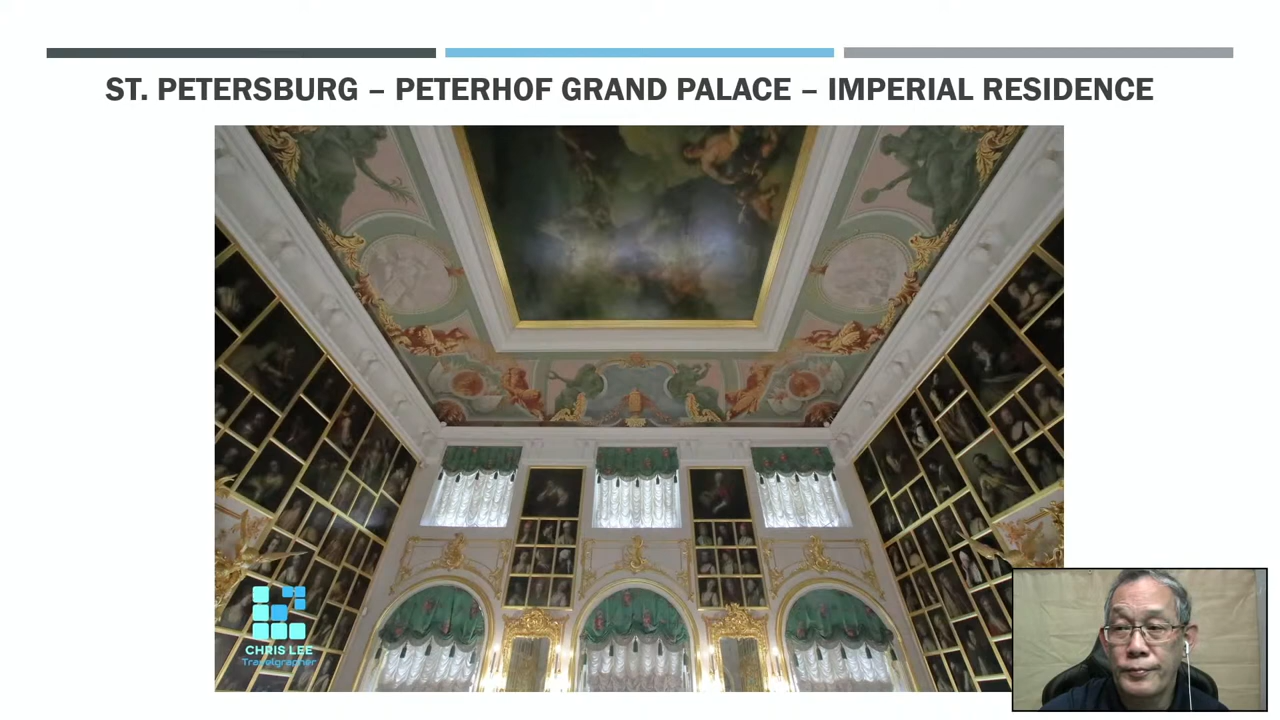 ST. PETERSBURG – PETERHOF GRAND PALACE – IMPERIAL RESIDENCE
CHRIS LEE
Travelgrapher